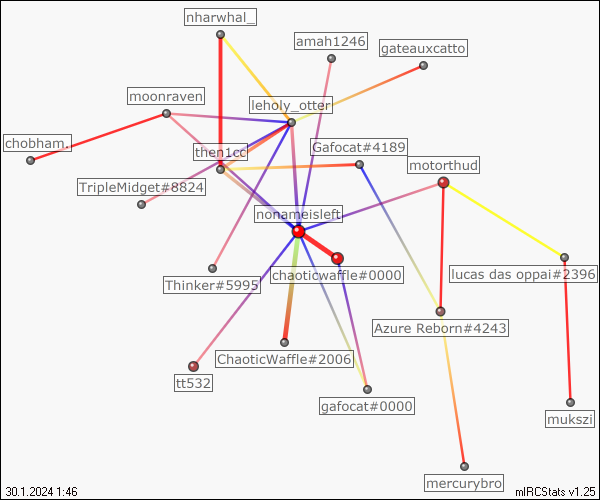 nharwhal_
amah1246
gateauxcatto
moonraven
leholy_otter
chobham.
then1cc
Gafocat#4189
motorthud
TripleMidget#8824
nonameisleft
Thinker#5995
chaoticwaffle#0000
lucas das oppai#2396
Azure Reborn#4243
ChaoticWaffle#2006
tt532
gafocat#0000
mukszi
mercurybro
30.1.2024 1:46
mIRCStats v1.25